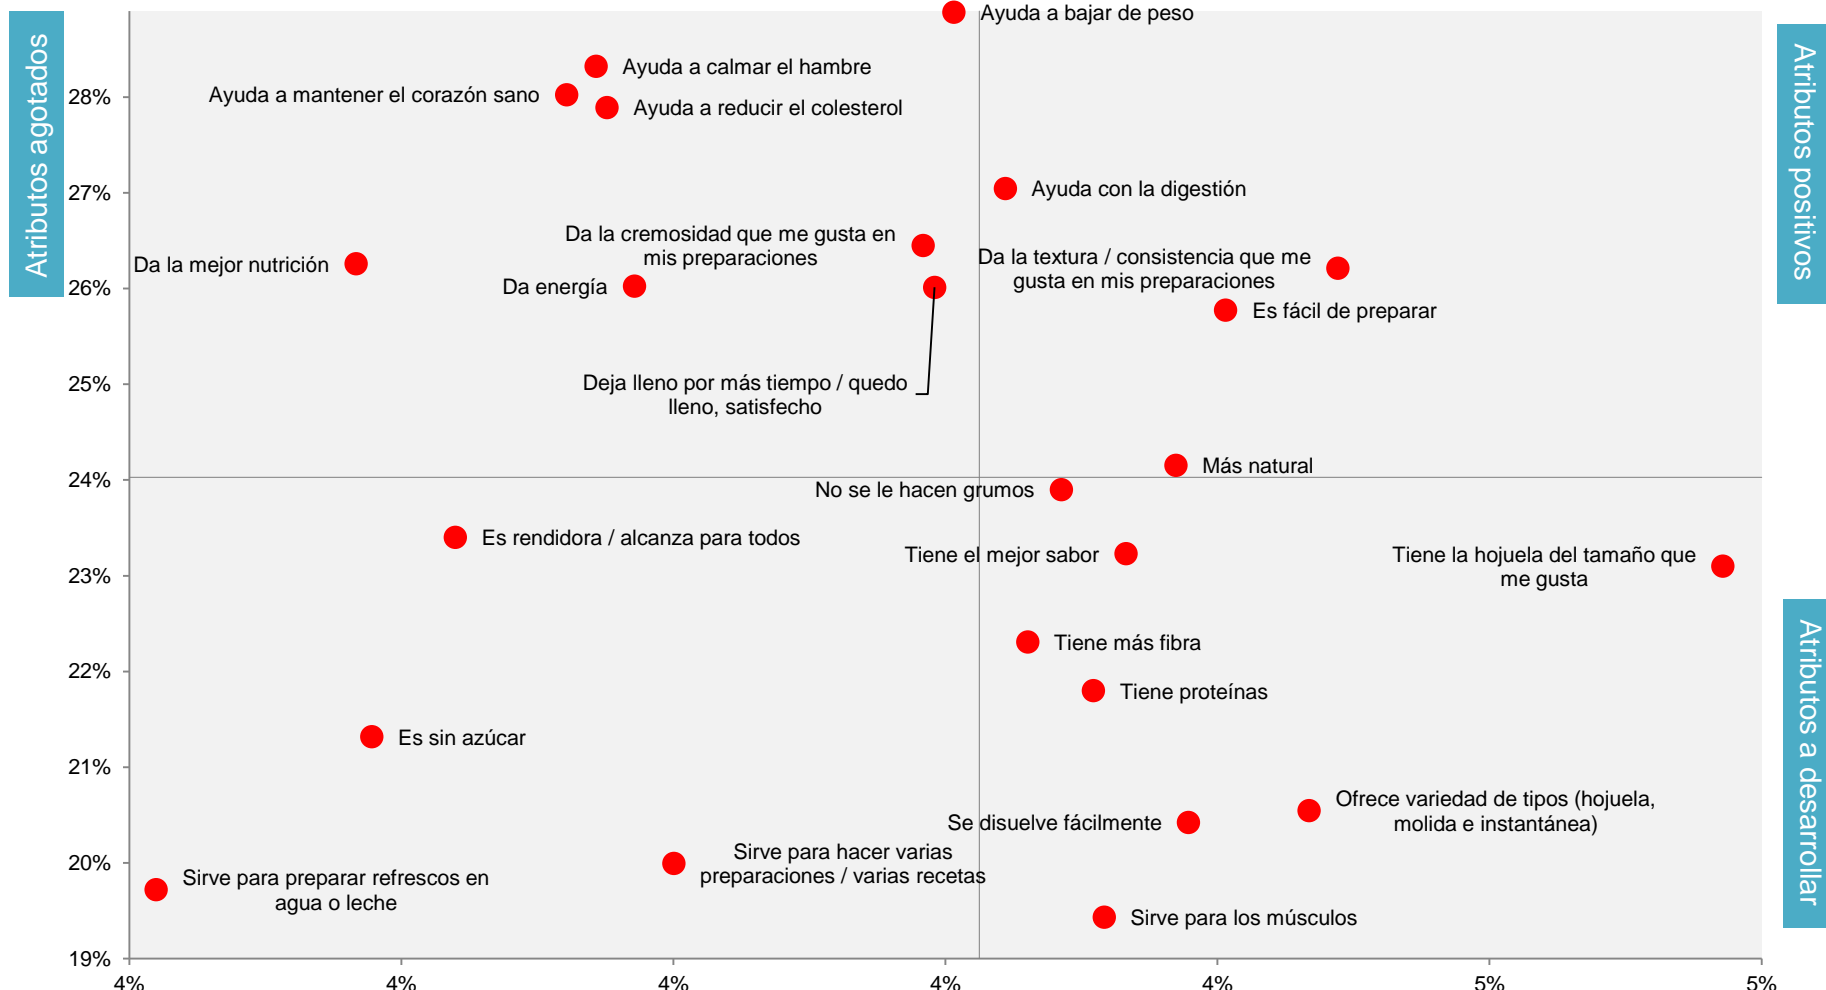 Atributos agotados
Atributos positivos
Atributos a desarrollar
Ayuda a bajar de peso
Ayuda a calmar el hambre
Ayuda a mantener el corazón sano
Ayuda a reducir el colesterol
Ayuda con la digestión
Da la cremosidad que me gusta en
mis preparaciones
Da la mejor nutrición
Da energía
Da la textura / consistencia que me
gusta en mis preparaciones
Es fácil de preparar
Deja lleno por más tiempo / quedo
lleno, satisfecho
Más natural
No se le hacen grumos
Es rendidora / alcanza para todos
Tiene el mejor sabor
Tiene la hojuela del tamaño que
me gusta
Tiene más fibra
Tiene proteínas
Es sin azúcar
Ofrece variedad de tipos (hojuela,
molida e instantánea)
Se disuelve fácilmente
Sirve para hacer varias
preparaciones / varias recetas
Sirve para preparar refrescos en
agua o leche
Sirve para los músculos
28%
27%
26%
25%
24%
23%
22%
21%
20%
19%
4%
4%
4%
4%
4%
5%
5%